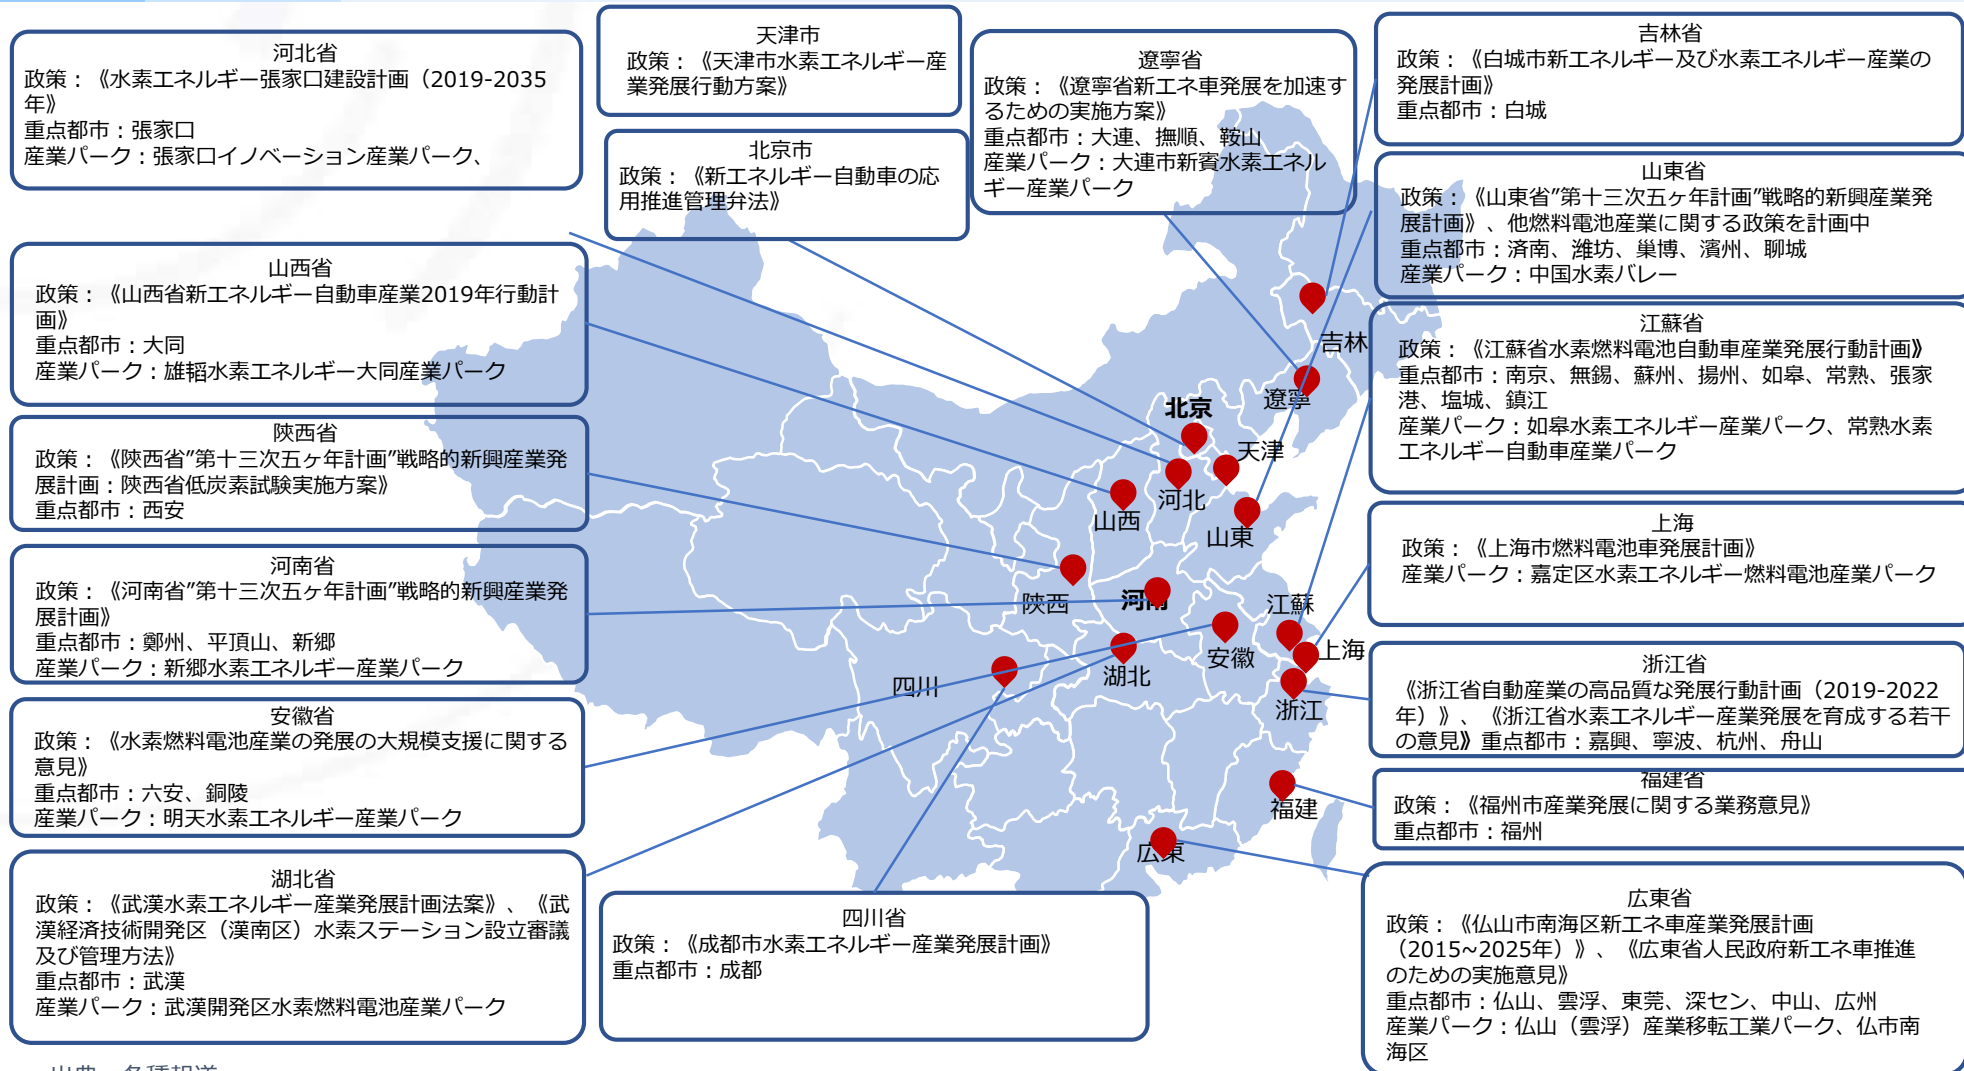 河北省
政策：《水素エネルギー張家口建設計画（2019-2035
年》
重点都市：張家口
産業パーク：張家口イノベーション産業パーク、
天津市
政策：《天津市水素エネルギー産
業発展行動方案》
北京市
政策：《新エネルギー自動車の応
用推進管理弁法》
遼寧省
政策：《遼寧省新エネ車発展を加速す
るための実施方案》
重点都市：大連、撫順、鞍山
産業パーク：大連市新賓水素エネル
ギー産業パーク
吉林省
政策：《白城市新エネルギー及び水素エネルギー産業の
発展計画》
重点都市：白城
山東省
政策：《山東省”第十三次五ヶ年計画”戦略的新興産業発
展計画》、他燃料電池産業に関する政策を計画中
重点都市：済南、濰坊、巣博、濱州、聊城
産業パーク：中国水素バレー
山西省
政策：《山西省新エネルギー自動車産業2019年行動計
画》
重点都市：大同
産業パーク：雄韜水素エネルギー大同産業パーク
江蘇省
政策：《江蘇省水素燃料電池自動車産業発展行動計画》
重点都市：南京、無錫、蘇州、揚州、如皋、常熟、張家
港、塩城、鎮江
産業パーク：如皋水素エネルギー産業パーク、常熟水素
エネルギー自動車産業パーク
陝西省
政策：《陝西省”第十三次五ヶ年計画”戦略的新興産業発
展計画：陝西省低炭素試験実施方案》
重点都市：西安
上海
政策：《上海市燃料電池車発展計画》
産業パーク：嘉定区水素エネルギー燃料電池産業パーク
河南省
政策：《河南省”第十三次五ヶ年計画”戦略的新興産業発
展計画》
重点都市：鄭州、平頂山、新郷
産業パーク：新郷水素エネルギー産業パーク
浙江省
《浙江省自動産業の高品質な発展行動計画（2019-2022
年）》、《浙江省水素エネルギー産業発展を育成する若干
の意見》重点都市：嘉興、寧波、杭州、舟山
安徽省
政策：《水素燃料電池産業の発展の大規模支援に関する
意見》
重点都市：六安、銅陵
産業パーク：明天水素エネルギー産業パーク
福建省
政策：《福州市産業発展に関する業務意見》
重点都市：福州
湖北省
政策：《武漢水素エネルギー産業発展計画法案》、《武
漢経済技術開発区（漢南区）水素ステーション設立審議
及び管理方法》
重点都市：武漢
産業パーク：武漢開発区水素燃料電池産業パーク
四川省
政策：《成都市水素エネルギー産業発展計画》
重点都市：成都
広東省
政策：《仏山市南海区新エネ車産業発展計画
（2015~2025年）》、《広東省人民政府新エネ車推進
のための実施意見》
重点都市：仏山、雲浮、東莞、深セン、中山、広州
産業パーク：仏山（雲浮）産業移転工業パーク、仏市南
海区
吉林
遼寧
北京
天津
河北
山西
山東
陝西
河南
江蘇
上海
安徽
湖北
四川
浙江
福建
広東